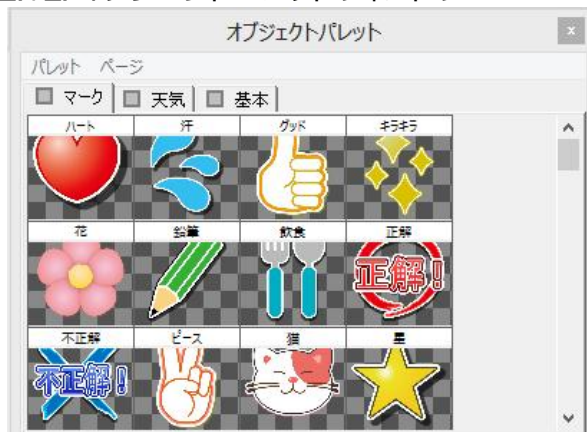 オブジェクトパレット
x
パレット ページ
マーク 天気 基本
ハート 汗 グッド キラキラ
花 鉛筆 飲食 正解
正解!
不正解 ピース 猫 星
不正解!